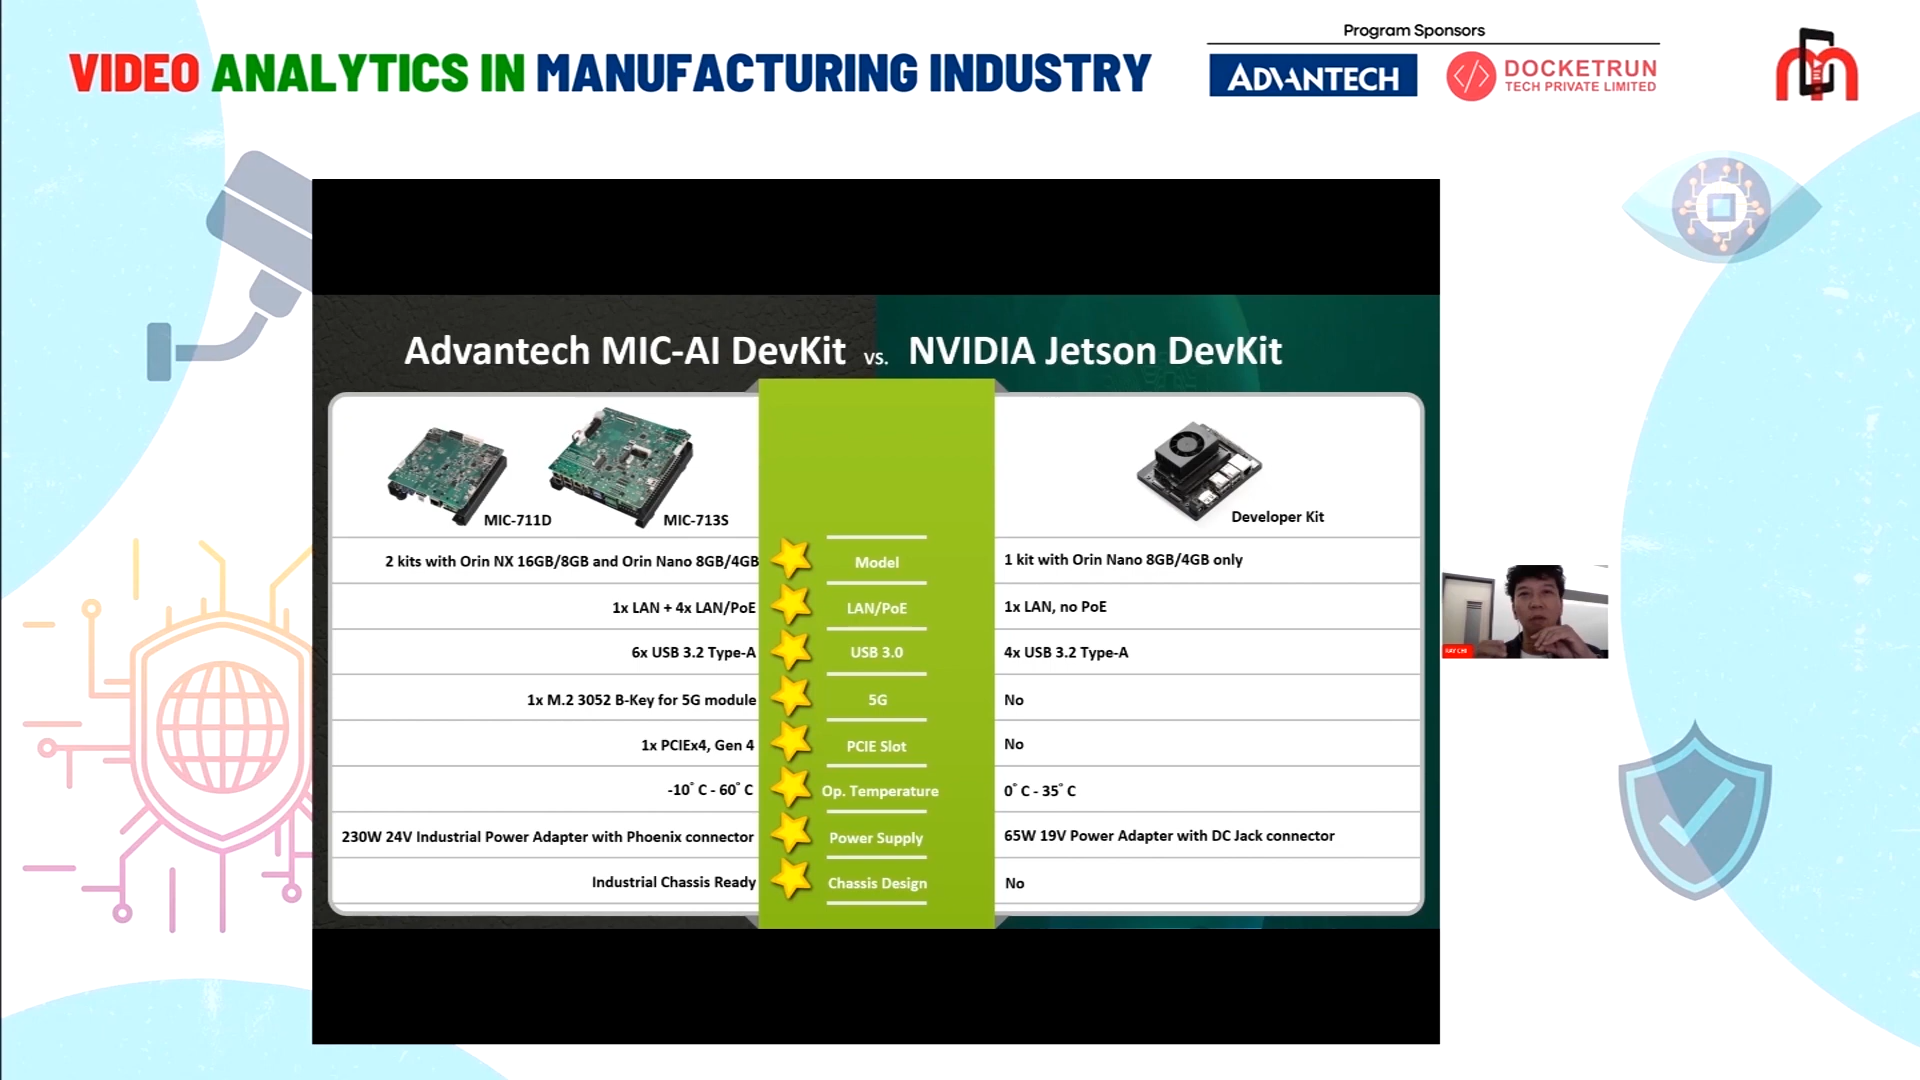 Program Sponsors
VIDEO ANALYTICS IN MANUFACTURING INDUSTRY
ADVANTECH
DOCKETRUN
TECH PRIVATE LIMITED
Advantech MIC-AI DevKit vs. NVIDIA Jetson DevKit
MIC-711D
MIC-713S
Developer Kit
2 kits with Orin NX 16GB/8GB and Orin Nano 8GB/4GB Model 1 kit with Orin Nano 8GB/4GB only
1x LAN + 4x LAN/PoE LAN/PoE 1x LAN, no PoE
6x USB 3.2 Type-A USB 3.0 4x USB 3.2 Type-A
1x M.2 3052 B-Key for 5G module 5G No
1x PCIEx4, Gen 4 PCIE Slot No
-10° C - 60° C Op. Temperature 0° C - 35° C
230W 24V Industrial Power Adapter with Phoenix connector Power Supply 65W 19V Power Adapter with DC Jack connector
Industrial Chassis Ready Chassis Design No
RAY CHI